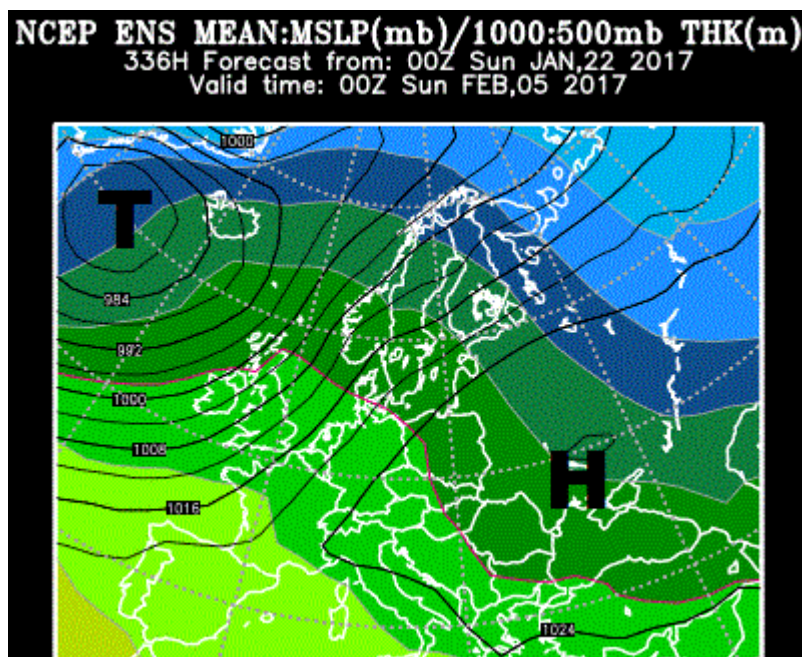 NCEP ENS MEAN:MSLP(mb)/1000:500mb THK(m)
336H Forecast from: 00Z Sun JAN,22 2017
Valid time: 00Z Sun FEB,05 2017
1000
T
984
992
1000
1008
H
1016
1024